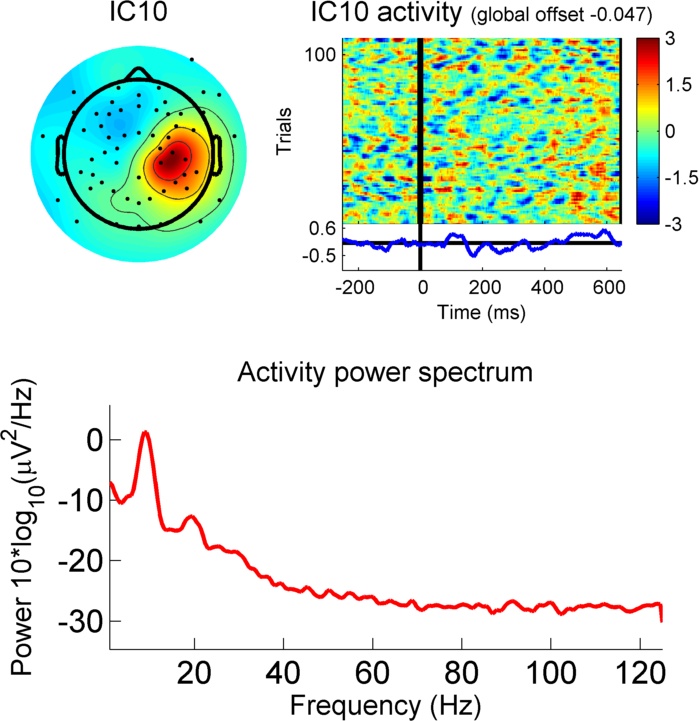 IC10
IC10 activity (global offset -0.047)
100
Trials
3
1.5
0
-1.5
-3
0.6
-0.5
-200 0 200 400 600
Time (ms)
Activity power spectrum
Power 10*log10(μV2/Hz)
0
-10
-20
-30
20 40 60 80 100 120
Frequency (Hz)